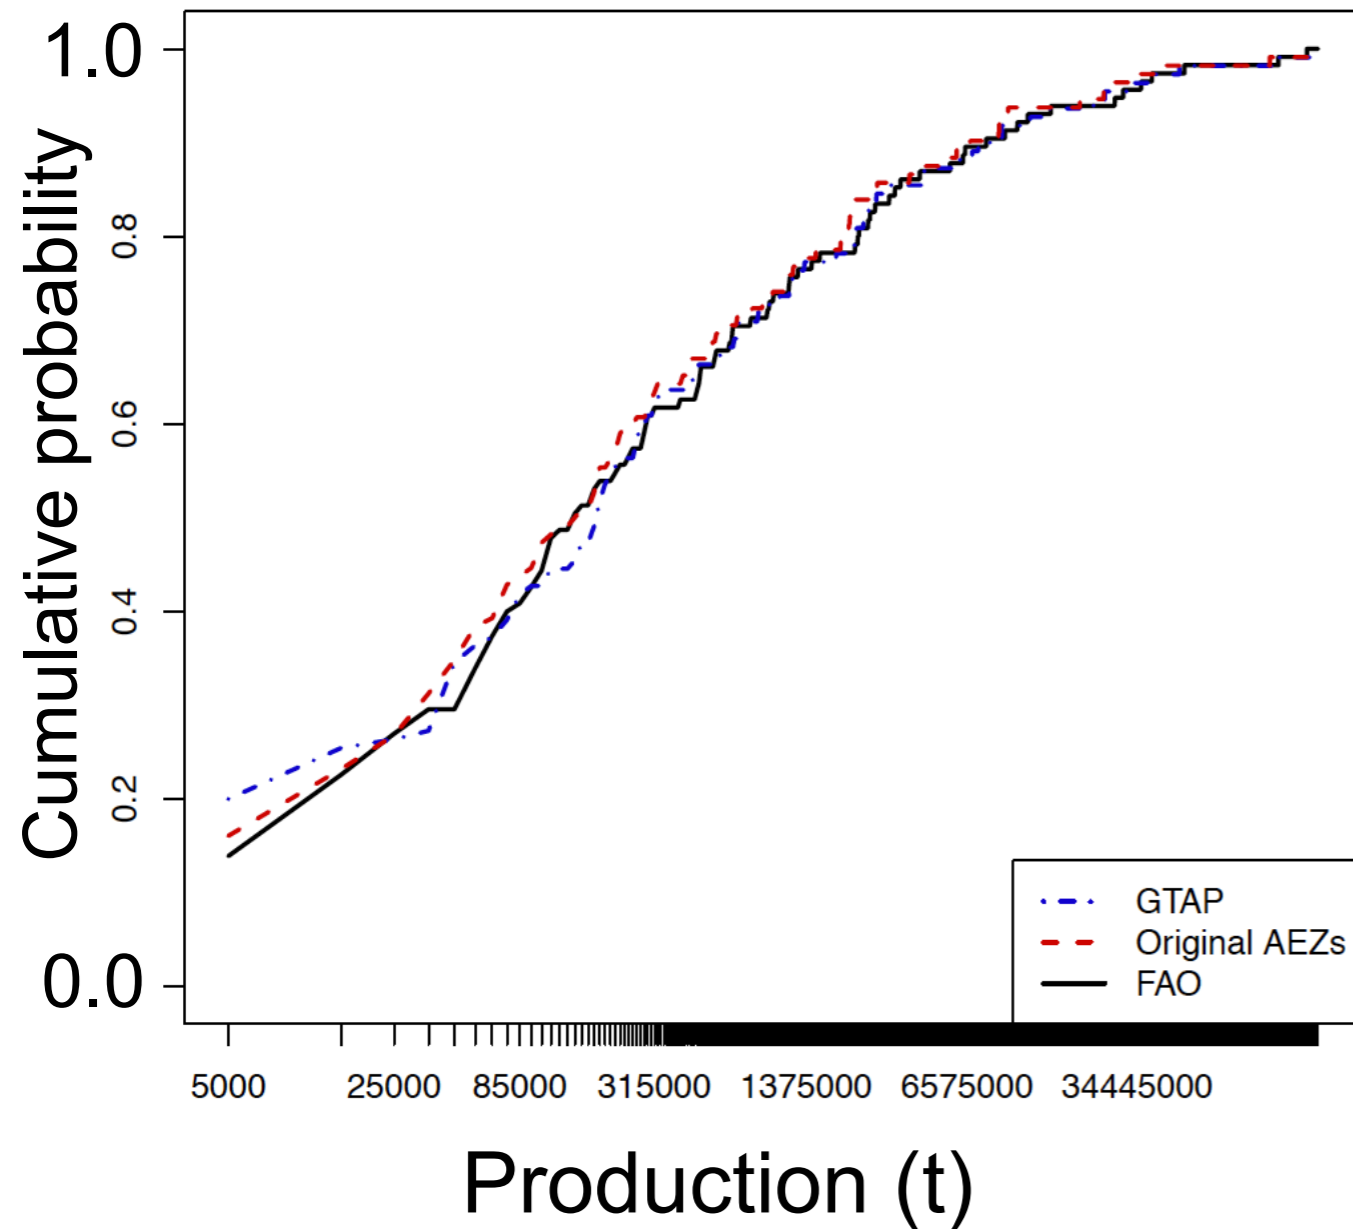 Cumulative probability
1.0
0.8
0.6
0.4
0.2
0.0
GTAP
Original AEZs
FAO
5000 25000 85000 315000 1375000 6575000 34445000
Production (t)